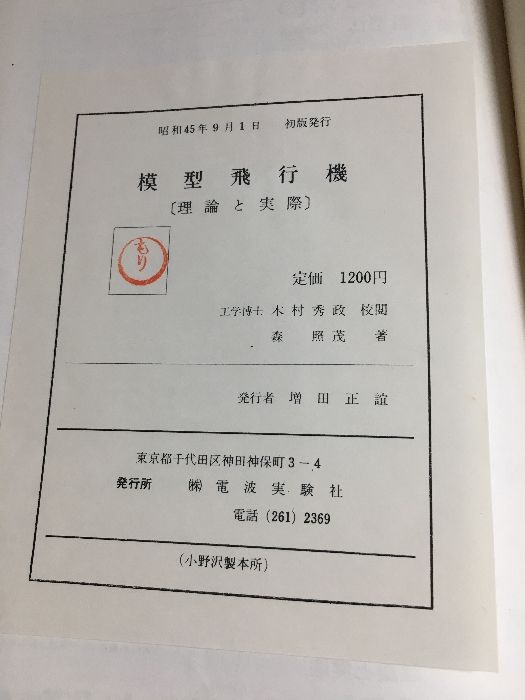 昭和45年9月1日　初版発行
模型飛行機
〔理論と実際〕
もり
定価　1200円
工学博士 木村秀政 校閲
森　照茂　著
発行者　増田正誼
東京都千代田区神田神保町3－4
発行所　㈱電波実験社
電話 (261) 2369
(小野沢製本所)